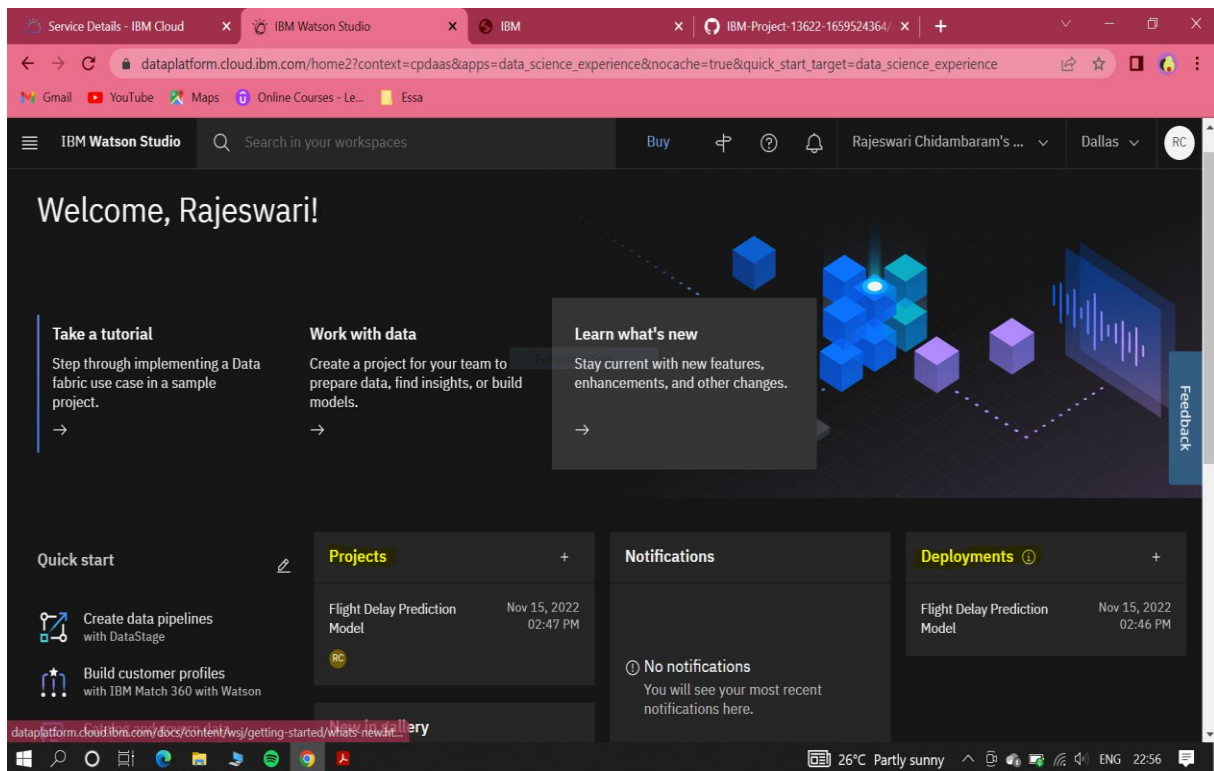 Service Details - IBM Cloud
IBM Watson Studio
IBM
IBM-Project-13622-1659524364/
dataplatform.cloud.ibm.com/home2?context=cpdaas&apps=data_science_experience&nocache=true&quick_start_target=data_science_experience
Gmail
YouTube
Maps
Online Courses - Le...
Essa
IBM Watson Studio
Search in your workspaces
Buy
Rajeswari Chidambaram's ...
Dallas
RC
Welcome, Rajeswari!
Take a tutorial
Step through implementing a Data
fabric use case in a sample
project.
Work with data
Create a project for your team to
prepare data, find insights, or build
models.
Learn what's new
Stay current with new features,
enhancements, and other changes.
Feedback
Quick start
Create data pipelines
with DataStage
Build customer profiles
with IBM Match 360 with Watson
Projects
Flight Delay Prediction
Model
Nov 15, 2022
02:47 PM
RC
New in gallery
Notifications
No notifications
You will see your most recent
notifications here.
Deployments
Flight Delay Prediction
Model
Nov 15, 2022
02:46 PM
dataplatform.cloud.ibm.com/docs/content/wsj/getting-started/whats-new.ht...
26°C Partly sunny
ENG
22:56